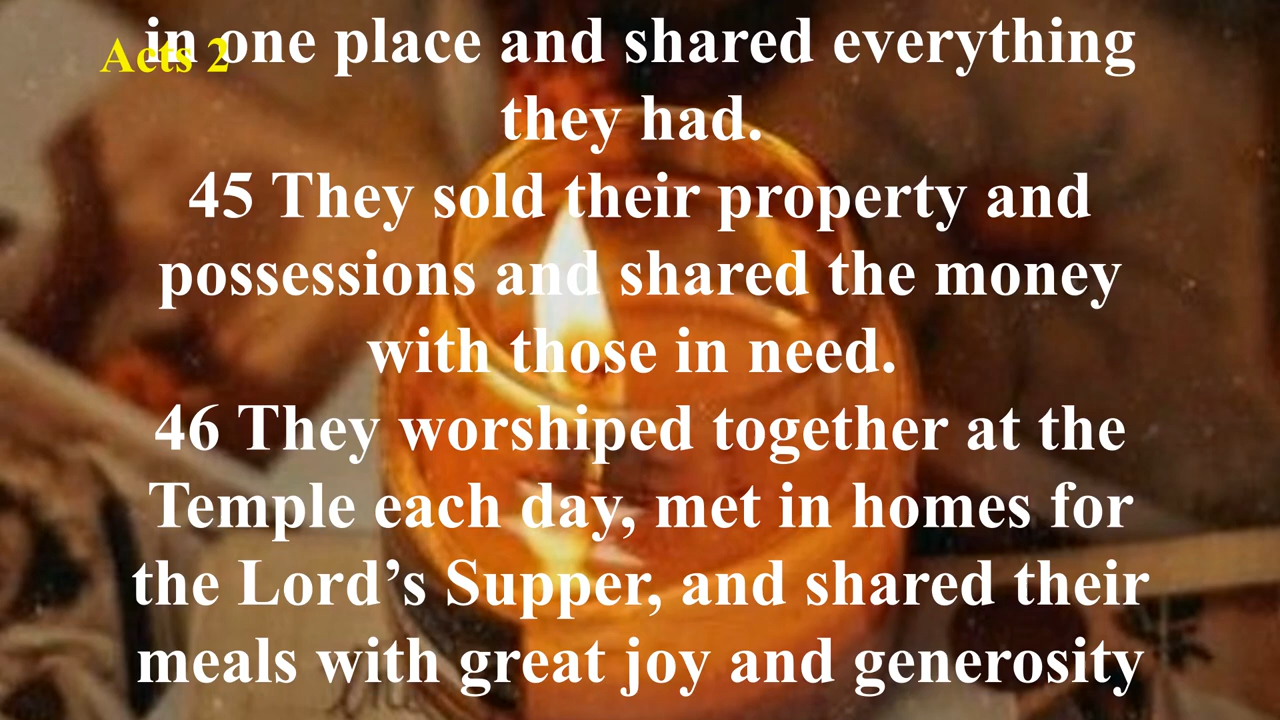 Acts 2
in one place and shared everything
they had.
45 They sold their property and
possessions and shared the money
with those in need.
46 They worshiped together at the
Temple each day, met in homes for
the Lord’s Supper, and shared their
meals with great joy and generosity